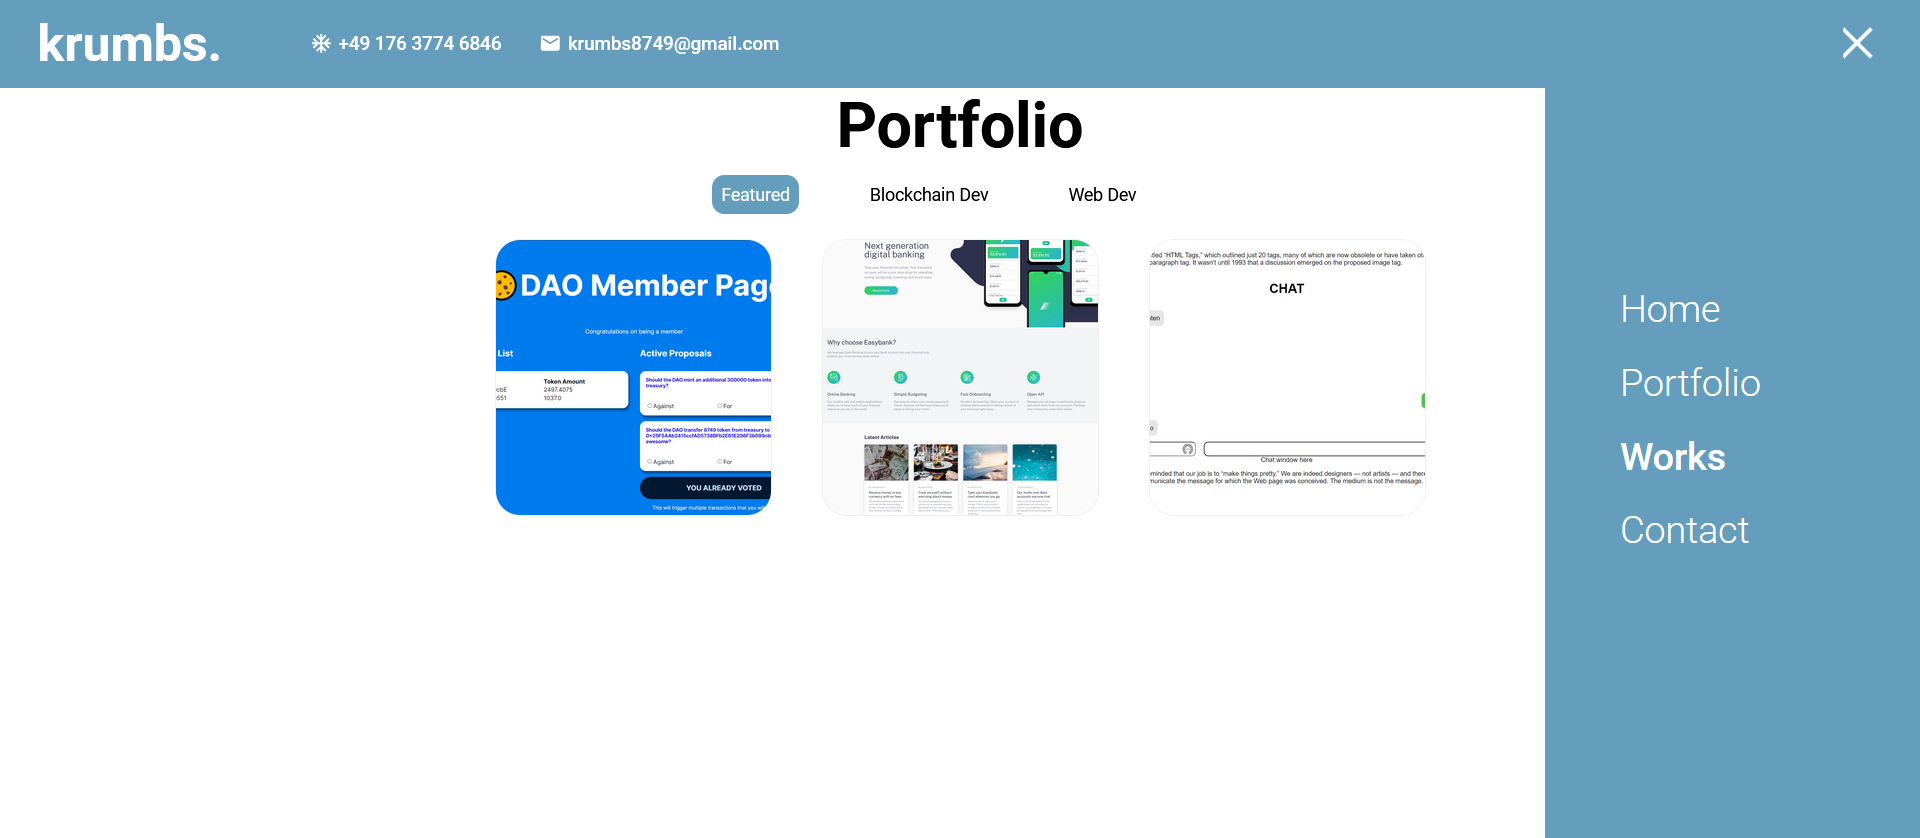 krumbs.
+49 176 3774 6846
krumbs8749@gmail.com
Portfolio
Featured
Blockchain Dev
Web Dev
DAO Member Page
Congratulations on being a member
List
Active Proposals
Token Amount
2497.4075
1037.0
Should the DAO mint an additional 300000 token into
treasury?
Against
For
Should the DAO transfer 8749 token from treasury to
awesome?
Against
For
YOU ALREADY VOTED
This will trigger multiple transactions that you will
Next generation
digital banking
Why choose Easybank?
Online Banking
Simple Budgeting
Fast Onboarding
Open API
Latest Articles
"HTML Tags," which outlined just 20 tags, many of which are now obsolete or have taken
paragraph tag. It wasn't until 1993 that a discussion emerged on the proposed image tag.
CHAT
Chat window here
that our job is to "make things pretty." We are indeed designers — not artists — and
the message for which the Web page was conceived. The medium is not the message.
Home
Portfolio
Works
Contact